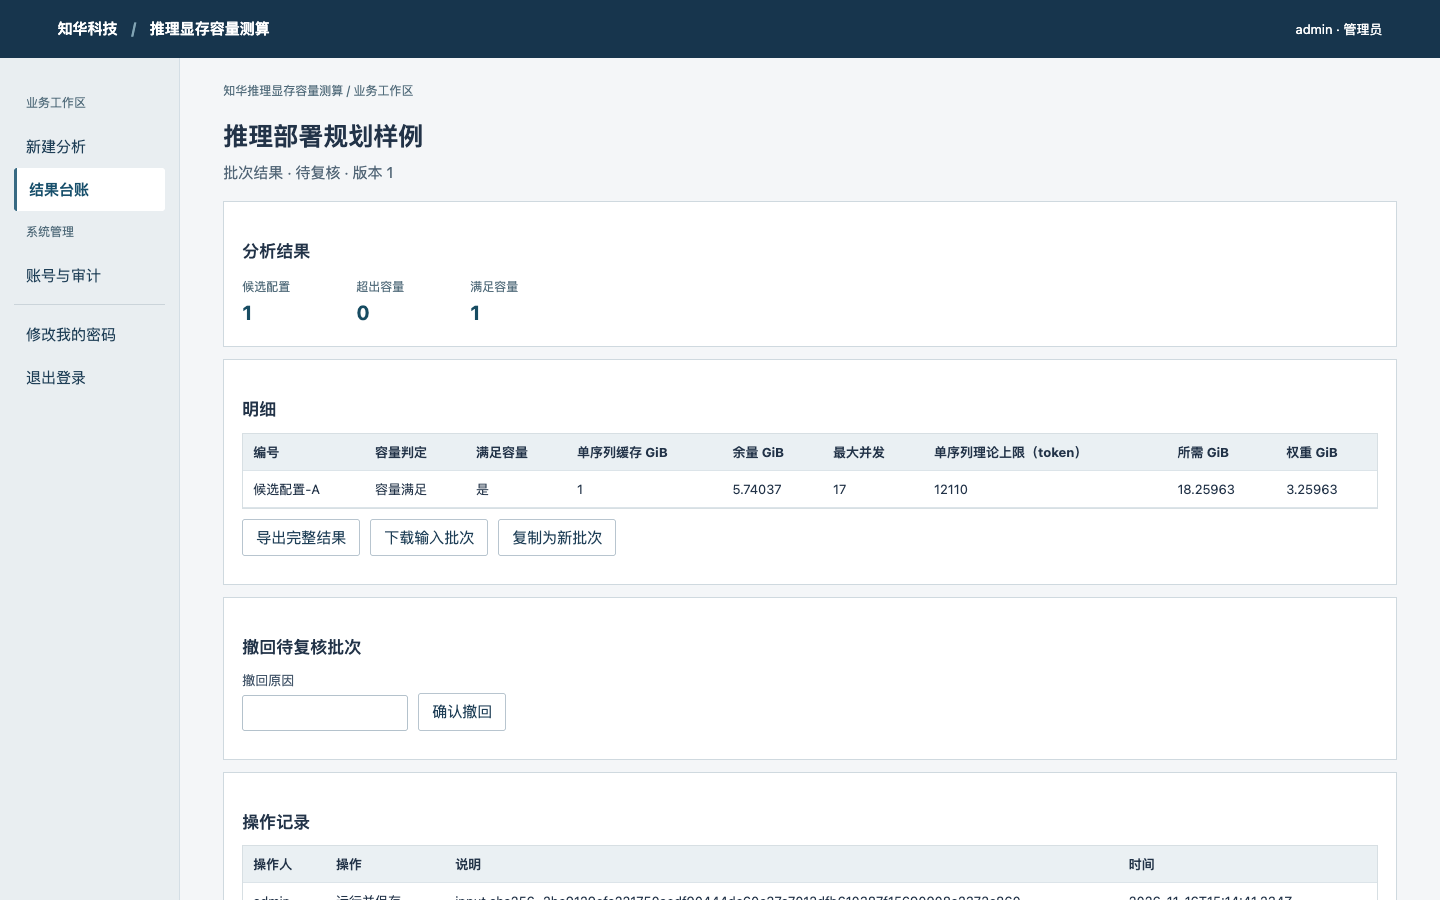 知华科技 / 推理显存容量测算
admin · 管理员
业务工作区
新建分析
结果台账
系统管理
账号与审计
修改我的密码
退出登录
知华推理显存容量测算 / 业务工作区
推理部署规划样例
批次结果 · 待复核 · 版本 1
分析结果
候选配置 超出容量 满足容量
1 0 1
明细
编号 容量判定 满足容量 单序列缓存 GiB 余量 GiB 最大并发 单序列理论上限（token） 所需 GiB 权重 GiB
候选配置-A 容量满足 是 1 5.74037 17 12110 18.25963 3.25963
导出完整结果 下载输入批次 复制为新批次
撤回待复核批次
撤回原因
确认撤回
操作记录
操作人 操作 说明 时间
admin 运行并保存